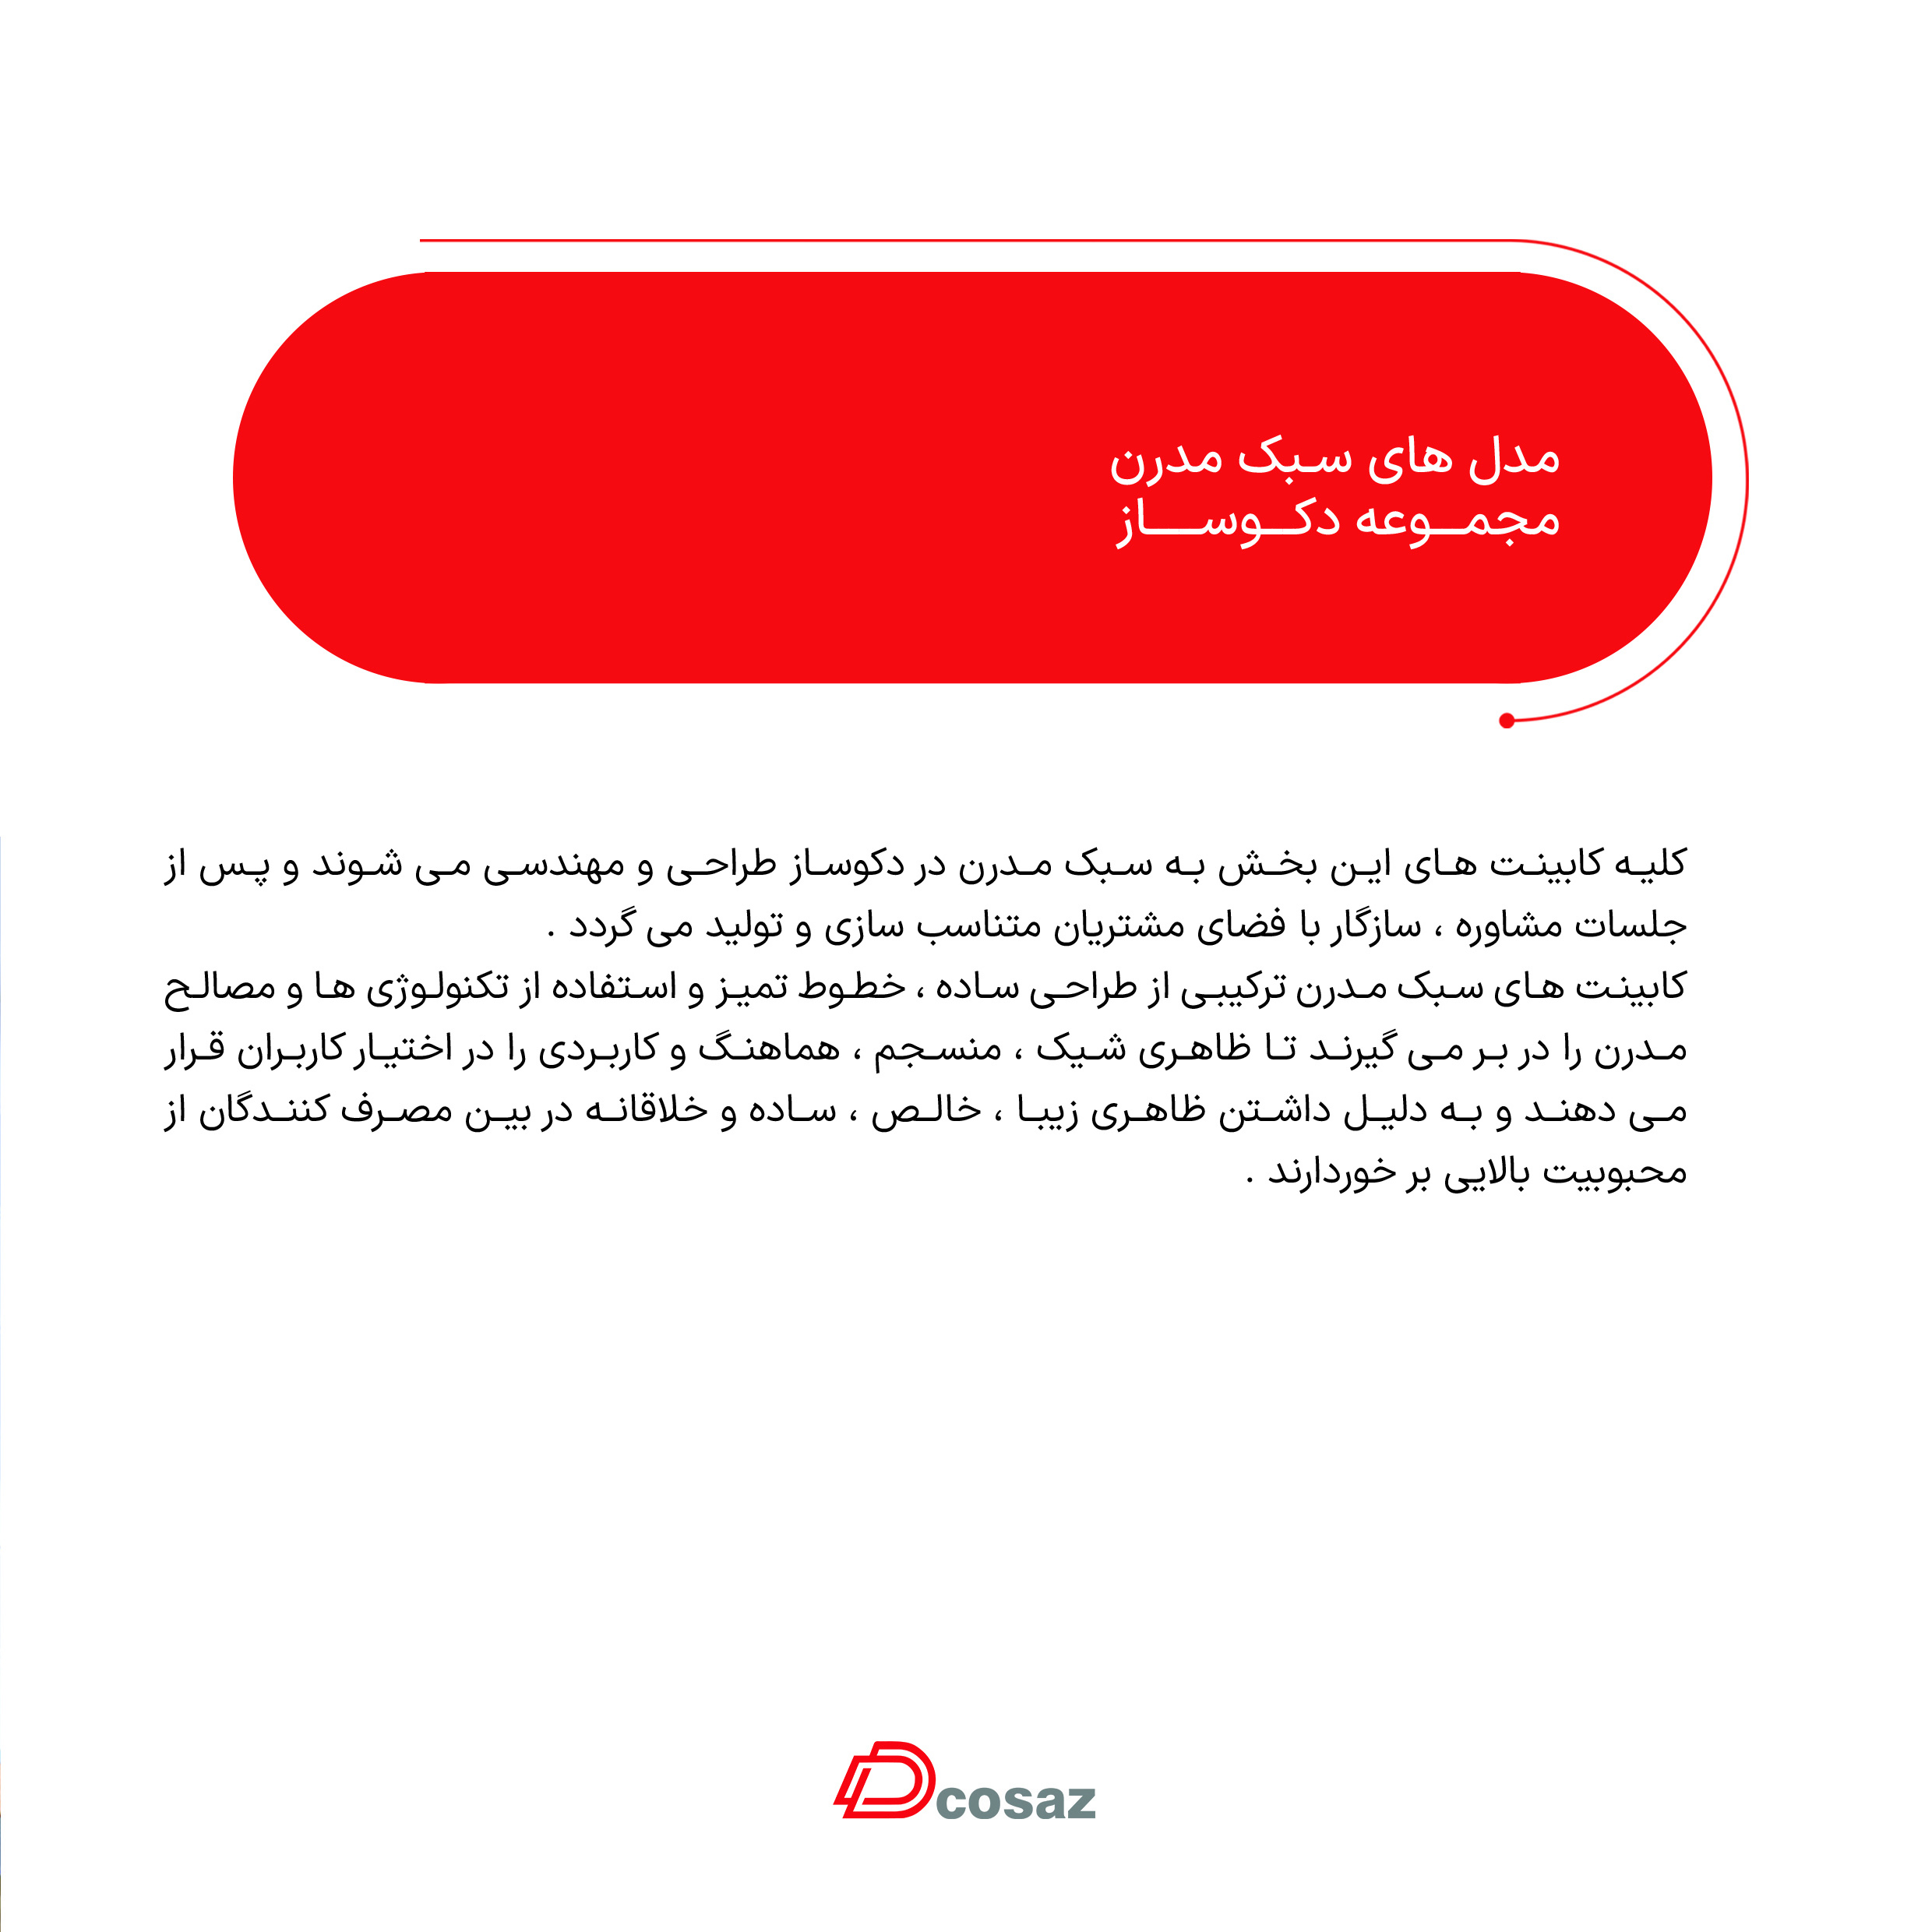 مدل های سبک مدرن
مجموعه دکوساز
کلیه کابینت های این بخش به سبک مدرن در دکوساز طراحی و مهندسی می شوند و پس از
جلسات مشاوره ، سازگار با فضای مشتریان متناسب سازی و تولید می گردد .
کابینت های سبک مدرن ترکیبی از طراحی ساده ، خطوط تمیز و استفاده از تکنولوژی ها و مصالح
مدرن را در بر می گیرند تا ظاهری شیک ، منسجم ، هماهنگ و کاربردی را در اختیار کاربران قرار
می دهند و به دلیل داشتن ظاهری زیبا ، خالص ، ساده و خلاقانه در بین مصرف کنندگان از
محبوبیت بالایی بر خوردارند .
Dcosaz